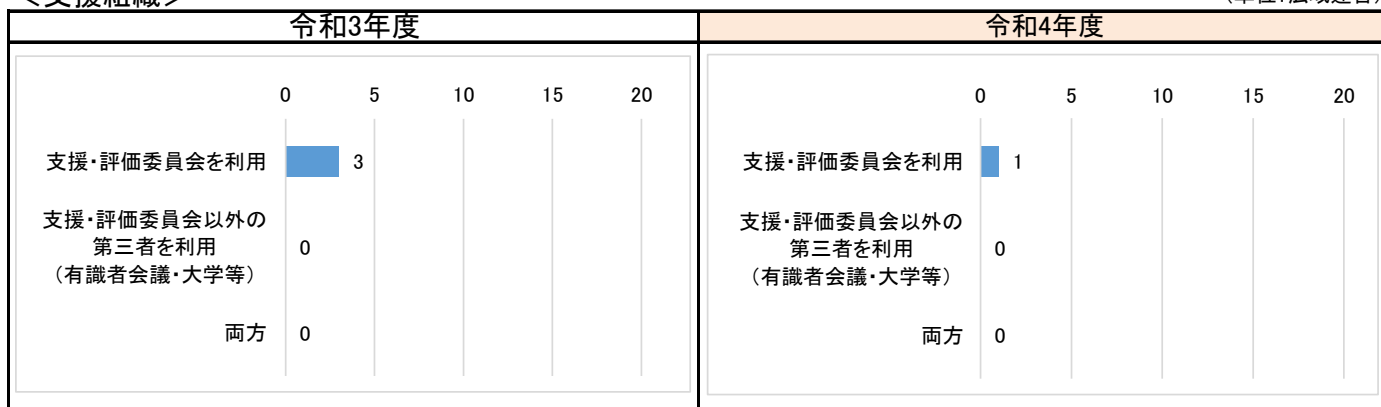 ＜支援組織＞
令和3年度
令和4年度
0 5 10 15 20
支援・評価委員会を利用 3
支援・評価委員会以外の
第三者を利用 0
（有識者会議・大学等）
両方 0
0 5 10 15 20
支援・評価委員会を利用 1
支援・評価委員会以外の
第三者を利用 0
（有識者会議・大学等）
両方 0